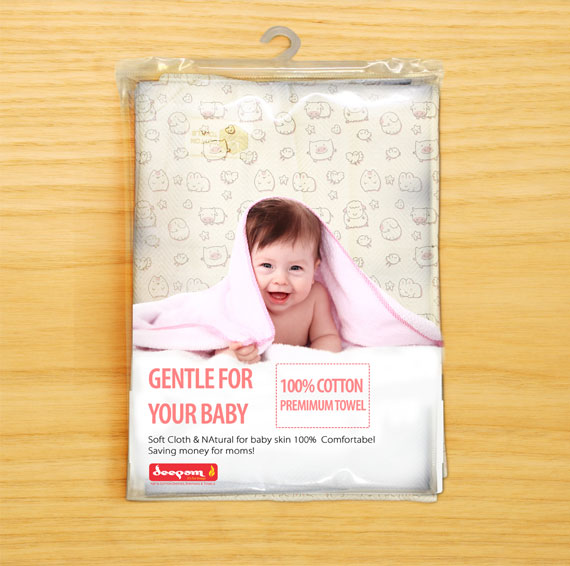 GENTLE FOR
YOUR BABY
100% COTTON
PREMIMUM TOWEL
Soft Cloth & NAtural for baby skin 100% Comfortabel
Saving money for moms!
deepam